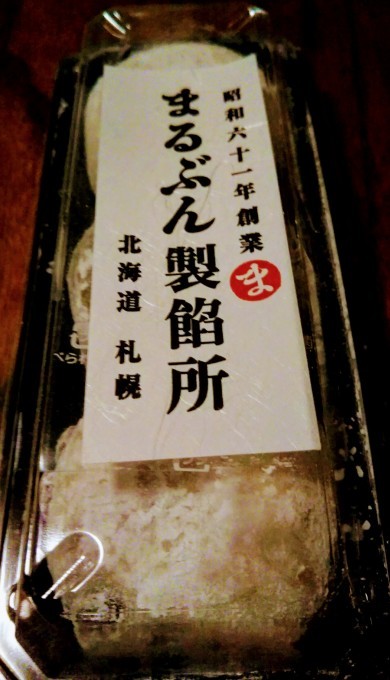 昭和六十一年創業
ま
まるぶん製餡所
北海道 札幌